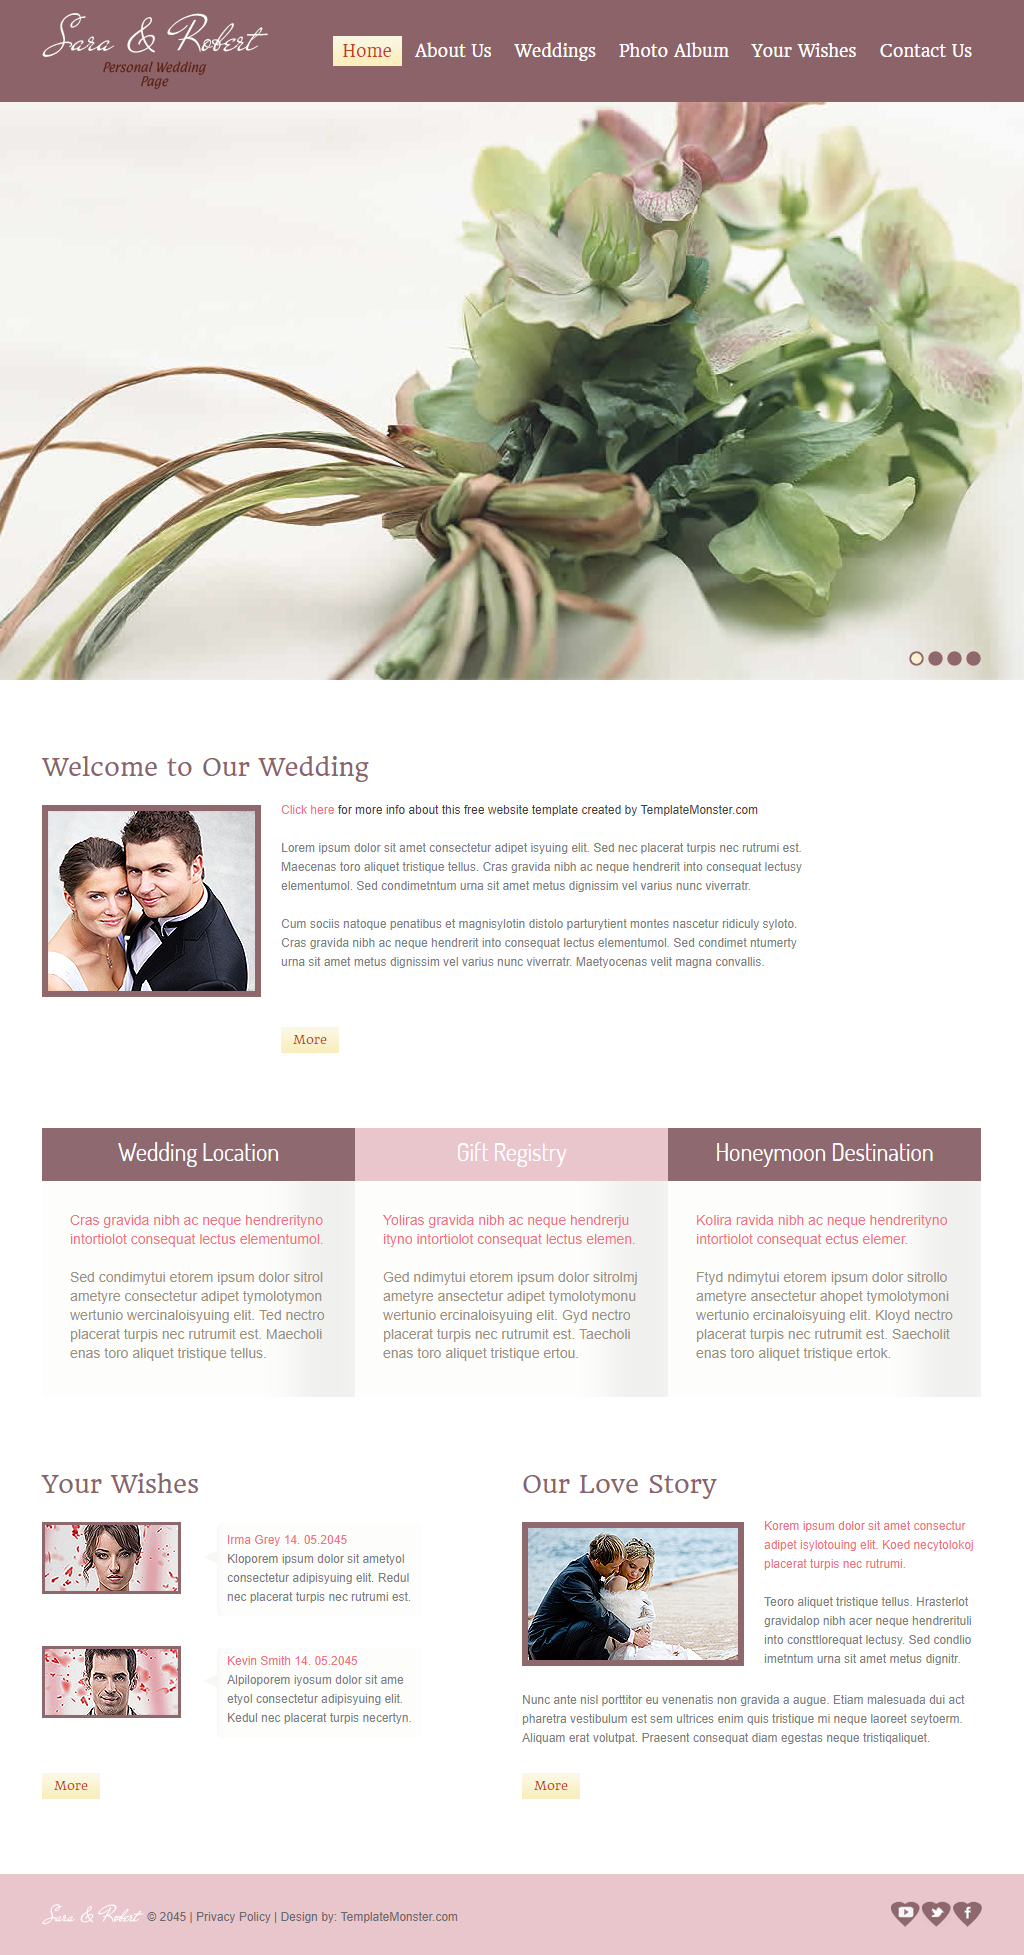 Sara & Robert
Personal Wedding
Page
Home About Us Weddings Photo Album Your Wishes Contact Us
Welcome to Our Wedding
Click here for more info about this free website template created by TemplateMonster.com
Lorem ipsum dolor sit amet consectetur adipet isyuing elit. Sed nec placerat turpis nec rutrumi est.
Maecenas toro aliquet tristique tellus. Cras gravida nibh ac neque hendrerit into consequat lectusy
elementumol. Sed condimetntum urna sit amet metus dignissim vel varius nunc viverratr.
Cum sociis natoque penatibus et magnisylotin distolo parturytient montes nascetur ridiculy syloto.
Cras gravida nibh ac neque hendrerit into consequat lectus elementumol. Sed condimet ntumerty
urna sit amet metus dignissim vel varius nunc viverratr. Maetyocenas velit magna convallis.
More
Wedding Location
Cras gravida nibh ac neque hendrerityno
intortiolot consequat lectus elementumol.
Sed condimytui etorem ipsum dolor sitrol
ametyre consectetur adipet tymolotymon
wertunio wercinaloisyuing elit. Ted nectro
placerat turpis nec rutrumit est. Maecholi
enas toro aliquet tristique tellus.
Gift Registry
Yoliras gravida nibh ac neque hendrerju
ityno intortiolot consequat lectus elemen.
Ged ndimytui etorem ipsum dolor sitrolmj
ametyre ansectetur adipet tymolotymonu
wertunio ercinaloisyuing elit. Gyd nectro
placerat turpis nec rutrumit est. Taecholi
enas toro aliquet tristique ertou.
Honeymoon Destination
Kolira ravida nibh ac neque hendrerityno
intortiolot consequat ectus elemer.
Ftyd ndimytui etorem ipsum dolor sitrollo
ametyre ansectetur ahopet tymolotymoni
wertunio ercinaloisyuing elit. Kloyd nectro
placerat turpis nec rutrumit est. Saecholit
enas toro aliquet tristique ertok.
Your Wishes
Irma Grey 14. 05.2045
Kloporem ipsum dolor sit ametyol
consectetur adipisyuing elit. Redul
nec placerat turpis nec rutrumi est.
Kevin Smith 14. 05.2045
Alpiloporem iyosum dolor sit ame
etyol consectetur adipisyuing elit.
Kedul nec placerat turpis necertyn.
More
Our Love Story
Korem ipsum dolor sit amet consectur
adipet isylotouing elit. Koed necytolokoj
placerat turpis nec rutrumi.
Teoro aliquet tristique tellus. Hrasterlot
gravidalop nibh acer neque hendrerituli
into consttlorequat lectusy. Sed condlio
imetntum urna sit amet metus dignitr.
Nunc ante nisl porttitor eu venenatis non gravida a augue. Etiam malesuada dui act
pharetra vestibulum est sem ultrices enim quis tristique mi neque laoreet seytoerm.
Aliquam erat volutpat. Praesent consequat diam egestas neque tristiqaliquet.
More
Sara & Robert © 2045 | Privacy Policy | Design by: TemplateMonster.com